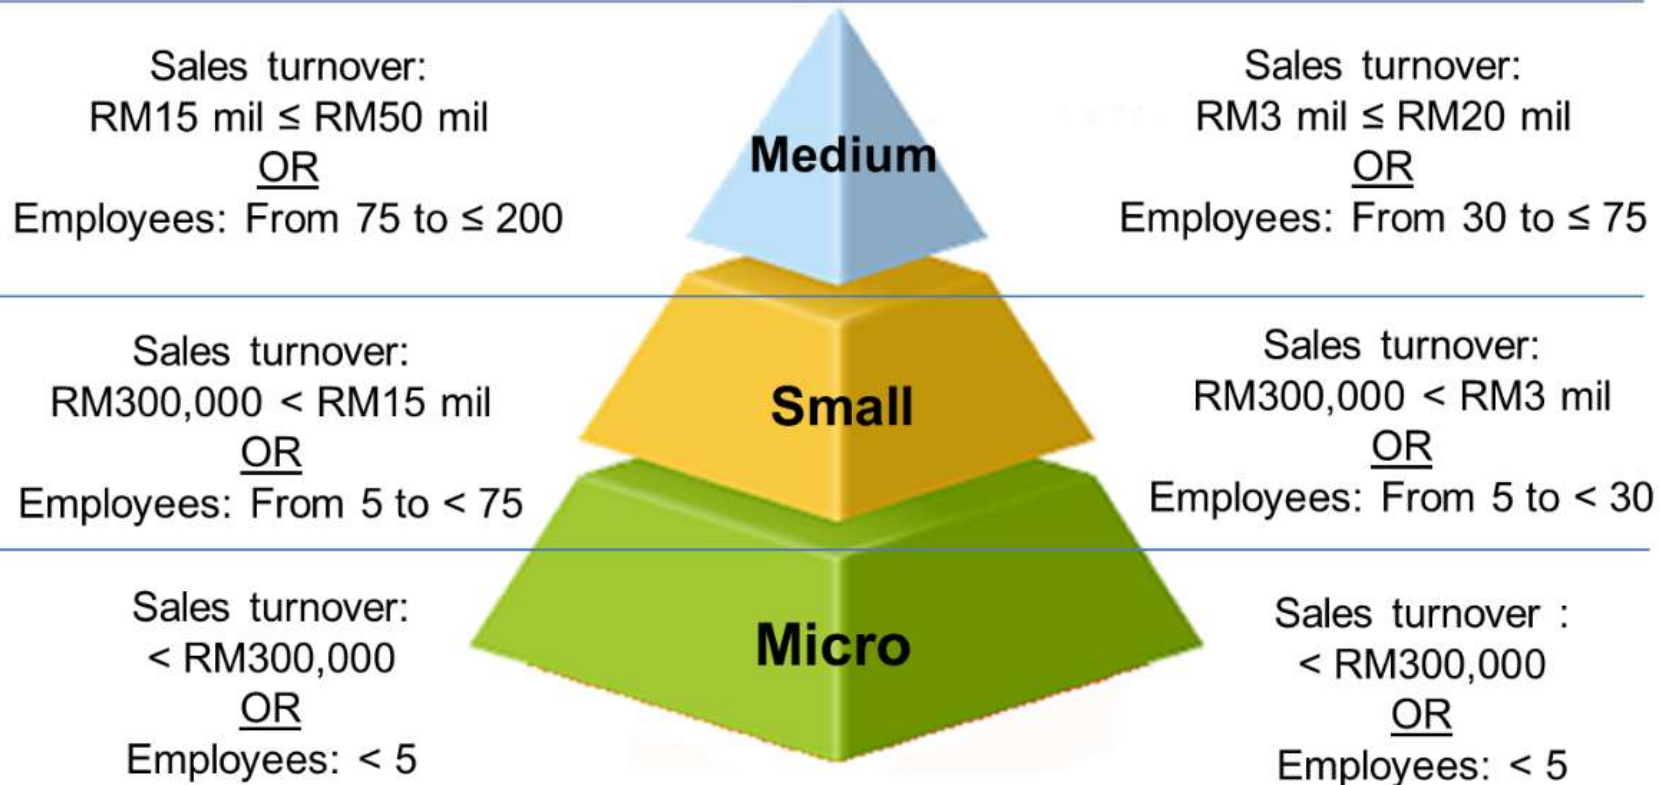 Sales turnover:
RM15 mil ≤ RM50 mil
OR
Employees: From 75 to ≤ 200
Medium
Sales turnover:
RM3 mil ≤ RM20 mil
OR
Employees: From 30 to ≤ 75
Sales turnover:
RM300,000 < RM15 mil
OR
Employees: From 5 to < 75
Small
Sales turnover:
RM300,000 < RM3 mil
OR
Employees: From 5 to < 30
Sales turnover:
< RM300,000
OR
Employees: < 5
Micro
Sales turnover :
< RM300,000
OR
Employees: < 5